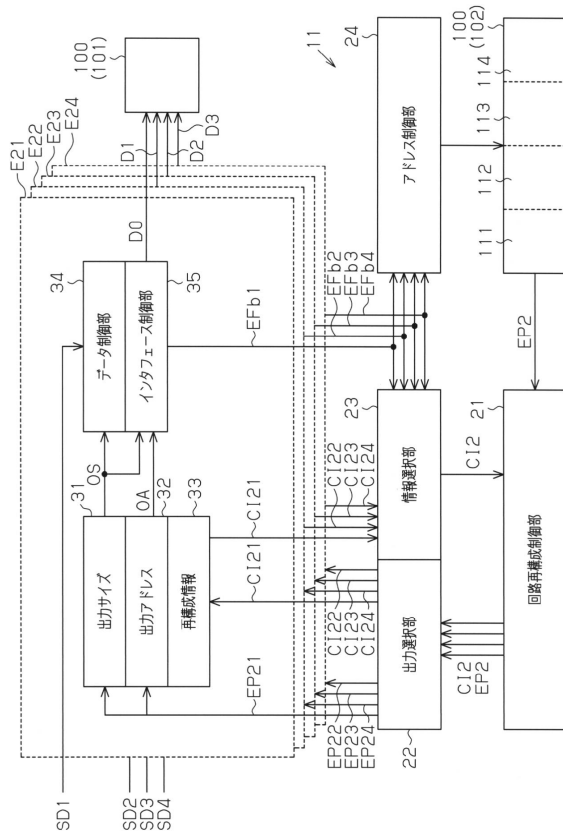 E21
E22
E23
E24
100
(101)
D0
D1
D2
D3
SD1
SD2
SD3
SD4
31
出力サイズ
32
出力アドレス
33
再構成情報
OS
OA
34
データ制御部
35
インタフェース制御部
11
EP21
CI21
CI21
EFb1
EP22
EP23
EP24
CI22
CI23
CI24
CI22
CI23
CI24
EFb2
EFb3
EFb4
22
出力選択部
23
情報選択部
24
アドレス制御部
CI2
EP2
CI2
21
回路再構成制御部
EP2
100
(102)
111
112
113
114